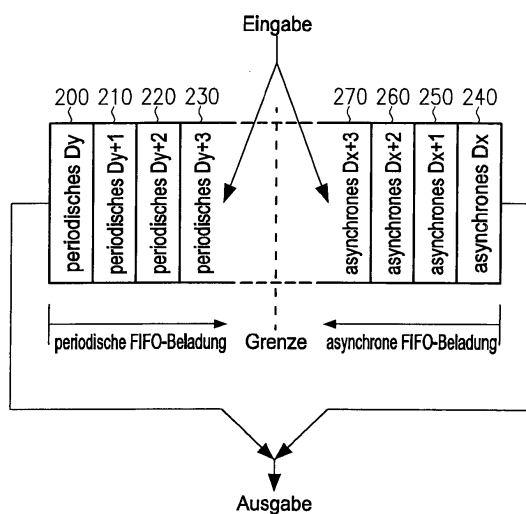 Eingabe
200 210 220 230 270 260 250 240
periodisches Dy
periodisches Dy+1
periodisches Dy+2
periodisches Dy+3
asynchrones Dx+3
asynchrones Dx+2
asynchrones Dx+1
asynchrones Dx
periodische FIFO-Beladung Grenze asynchrone FIFO-Beladung
Ausgabe